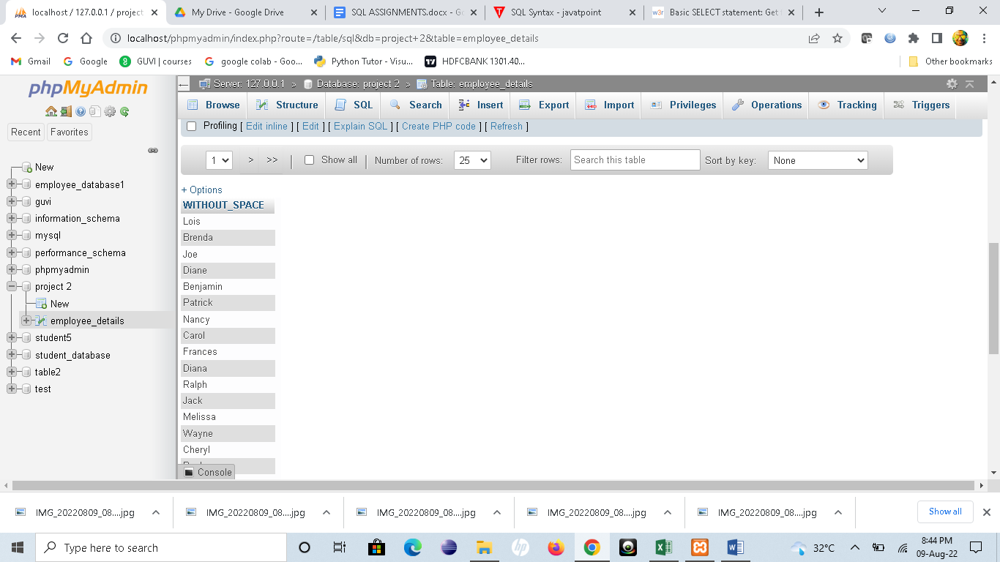 localhost / 127.0.0.1 / project
My Drive - Google Drive
SQL ASSIGNMENTS.docx - Go
SQL Syntax - javatpoint
Basic SELECT statement: Get f
localhost/phpmyadmin/index.php?route=/table/sql&db=project+2&table=employee_details
Gmail
Google
GUVI | courses
google colab - Goo...
Python Tutor - Visu...
HDFCBANK 1301.40...
Other bookmarks
phpMyAdmin
Server: 127.0.0.1
Database: project 2
Table: employee_details
Browse
Structure
SQL
Search
Insert
Export
Import
Privileges
Operations
Tracking
Triggers
Recent
Favorites
Profiling [ Edit inline ] [ Edit ] [ Explain SQL ] [ Create PHP code ] [ Refresh ]
1 > >> | Show all | Number of rows: 25 Filter rows: Search this table Sort by key: None
New
employee_database1
guvi
information_schema
mysql
performance_schema
phpmyadmin
project 2
New
employee_details
student5
student_database
table2
test
+ Options
WITHOUT_SPACE
Lois
Brenda
Joe
Diane
Benjamin
Patrick
Nancy
Carol
Frances
Diana
Ralph
Jack
Melissa
Wayne
Cheryl
Console
IMG_20220809_08....jpg
IMG_20220809_08....jpg
IMG_20220809_08....jpg
IMG_20220809_08....jpg
IMG_20220809_08....jpg
Show all
Type here to search
32°C
8:44 PM
09-Aug-22